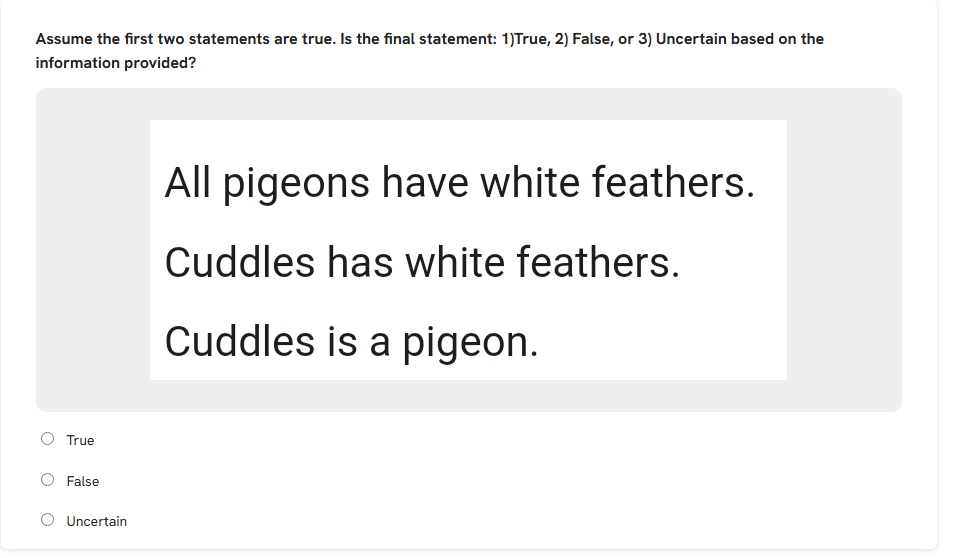 Assume the first two statements are true. Is the final statement: 1)True, 2) False, or 3) Uncertain based on the
information provided?
All pigeons have white feathers.
Cuddles has white feathers.
Cuddles is a pigeon.
True
False
Uncertain